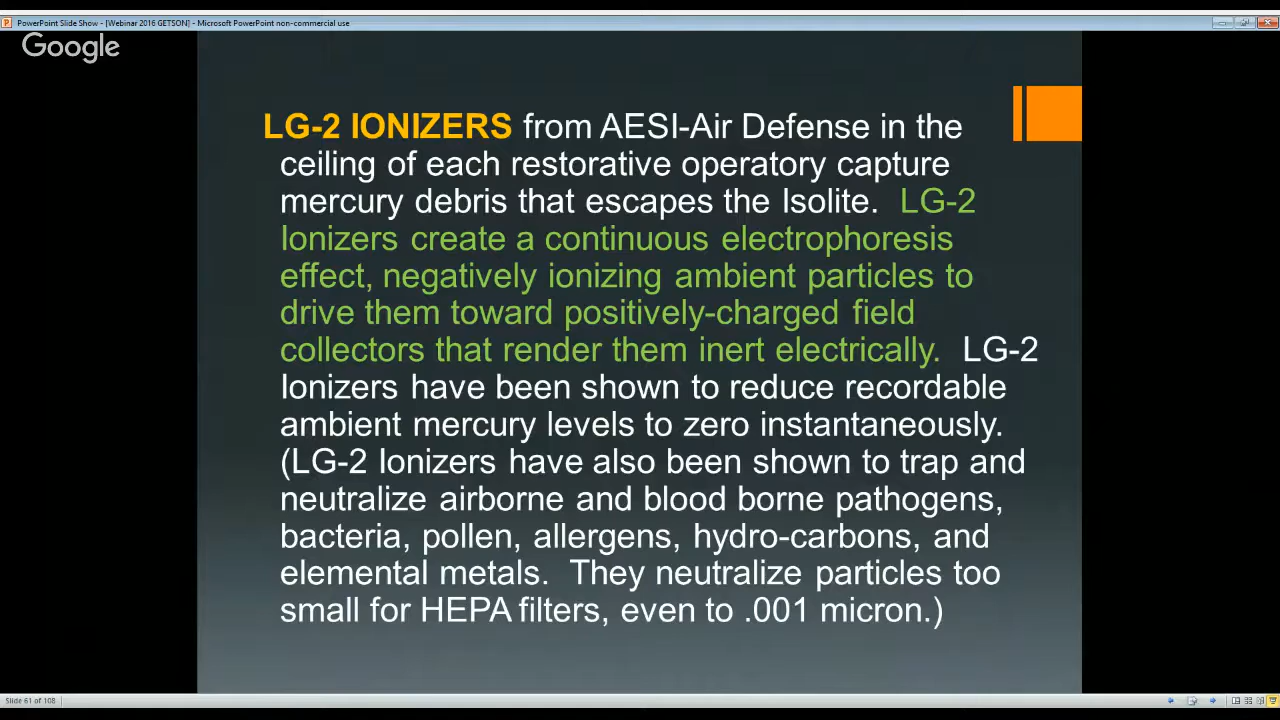 PowerPoint Slide Show - [Webinar 2016 GETSON] - Microsoft PowerPoint non-commercial use
Google
LG-2 IONIZERS from AESI-Air Defense in the
ceiling of each restorative operatory capture
mercury debris that escapes the Isolite. LG-2
Ionizers create a continuous electrophoresis
effect, negatively ionizing ambient particles to
drive them toward positively-charged field
collectors that render them inert electrically. LG-2
Ionizers have been shown to reduce recordable
ambient mercury levels to zero instantaneously.
(LG-2 Ionizers have also been shown to trap and
neutralize airborne and blood borne pathogens,
bacteria, pollen, allergens, hydro-carbons, and
elemental metals. They neutralize particles too
small for HEPA filters, even to .001 micron.)
Slide 61 of 108